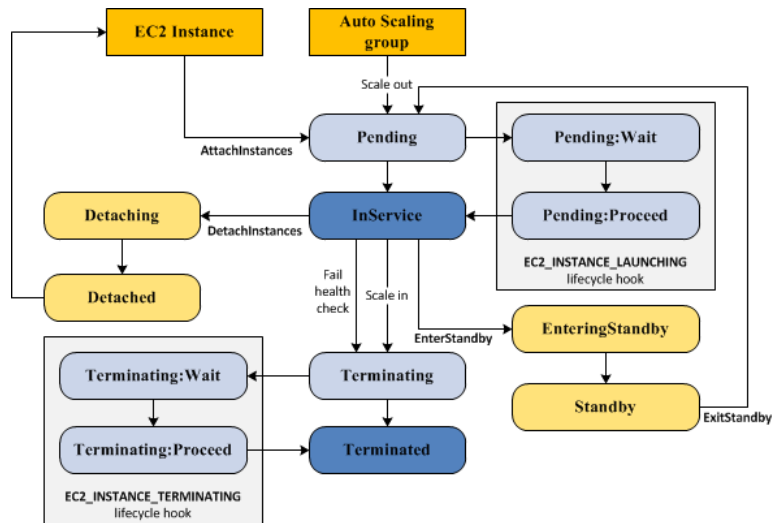 EC2 Instance
Auto Scaling
group
Scale out
Pending
Pending:Wait
AttachInstances
Detaching
DetachInstances
InService
Pending:Proceed
EC2_INSTANCE_LAUNCHING
lifecycle hook
Detached
Fail
health
check
Scale in
EnterStandby
EnteringStandby
Terminating:Wait
Terminating
Standby
ExitStandby
Terminating:Proceed
Terminated
EC2_INSTANCE_TERMINATING
lifecycle hook